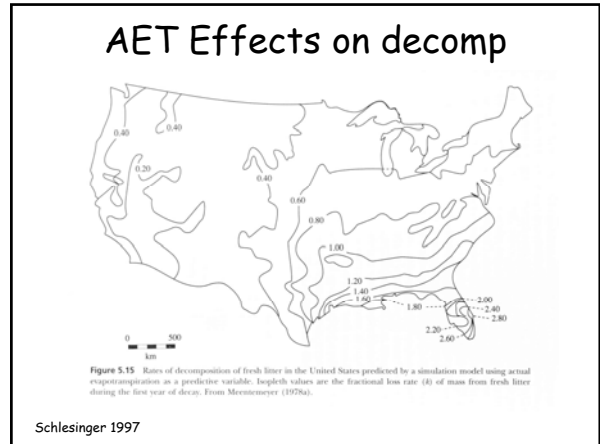 AET Effects on decomp
0.40
0.40
0.20
0.40
0.60
0.80
1.00
1.20
1.40
1.60
1.80
2.00
2.40
2.80
2.20
2.60
0 500
km
Figure 5.15 Rates of decomposition of fresh litter in the United States predicted by a simulation model using actual
evapotranspiration as a predictive variable. Isopleth values are the fractional loss rate (k) of mass from fresh litter
during the first year of decay. From Meentemeyer (1978a).
Schlesinger 1997